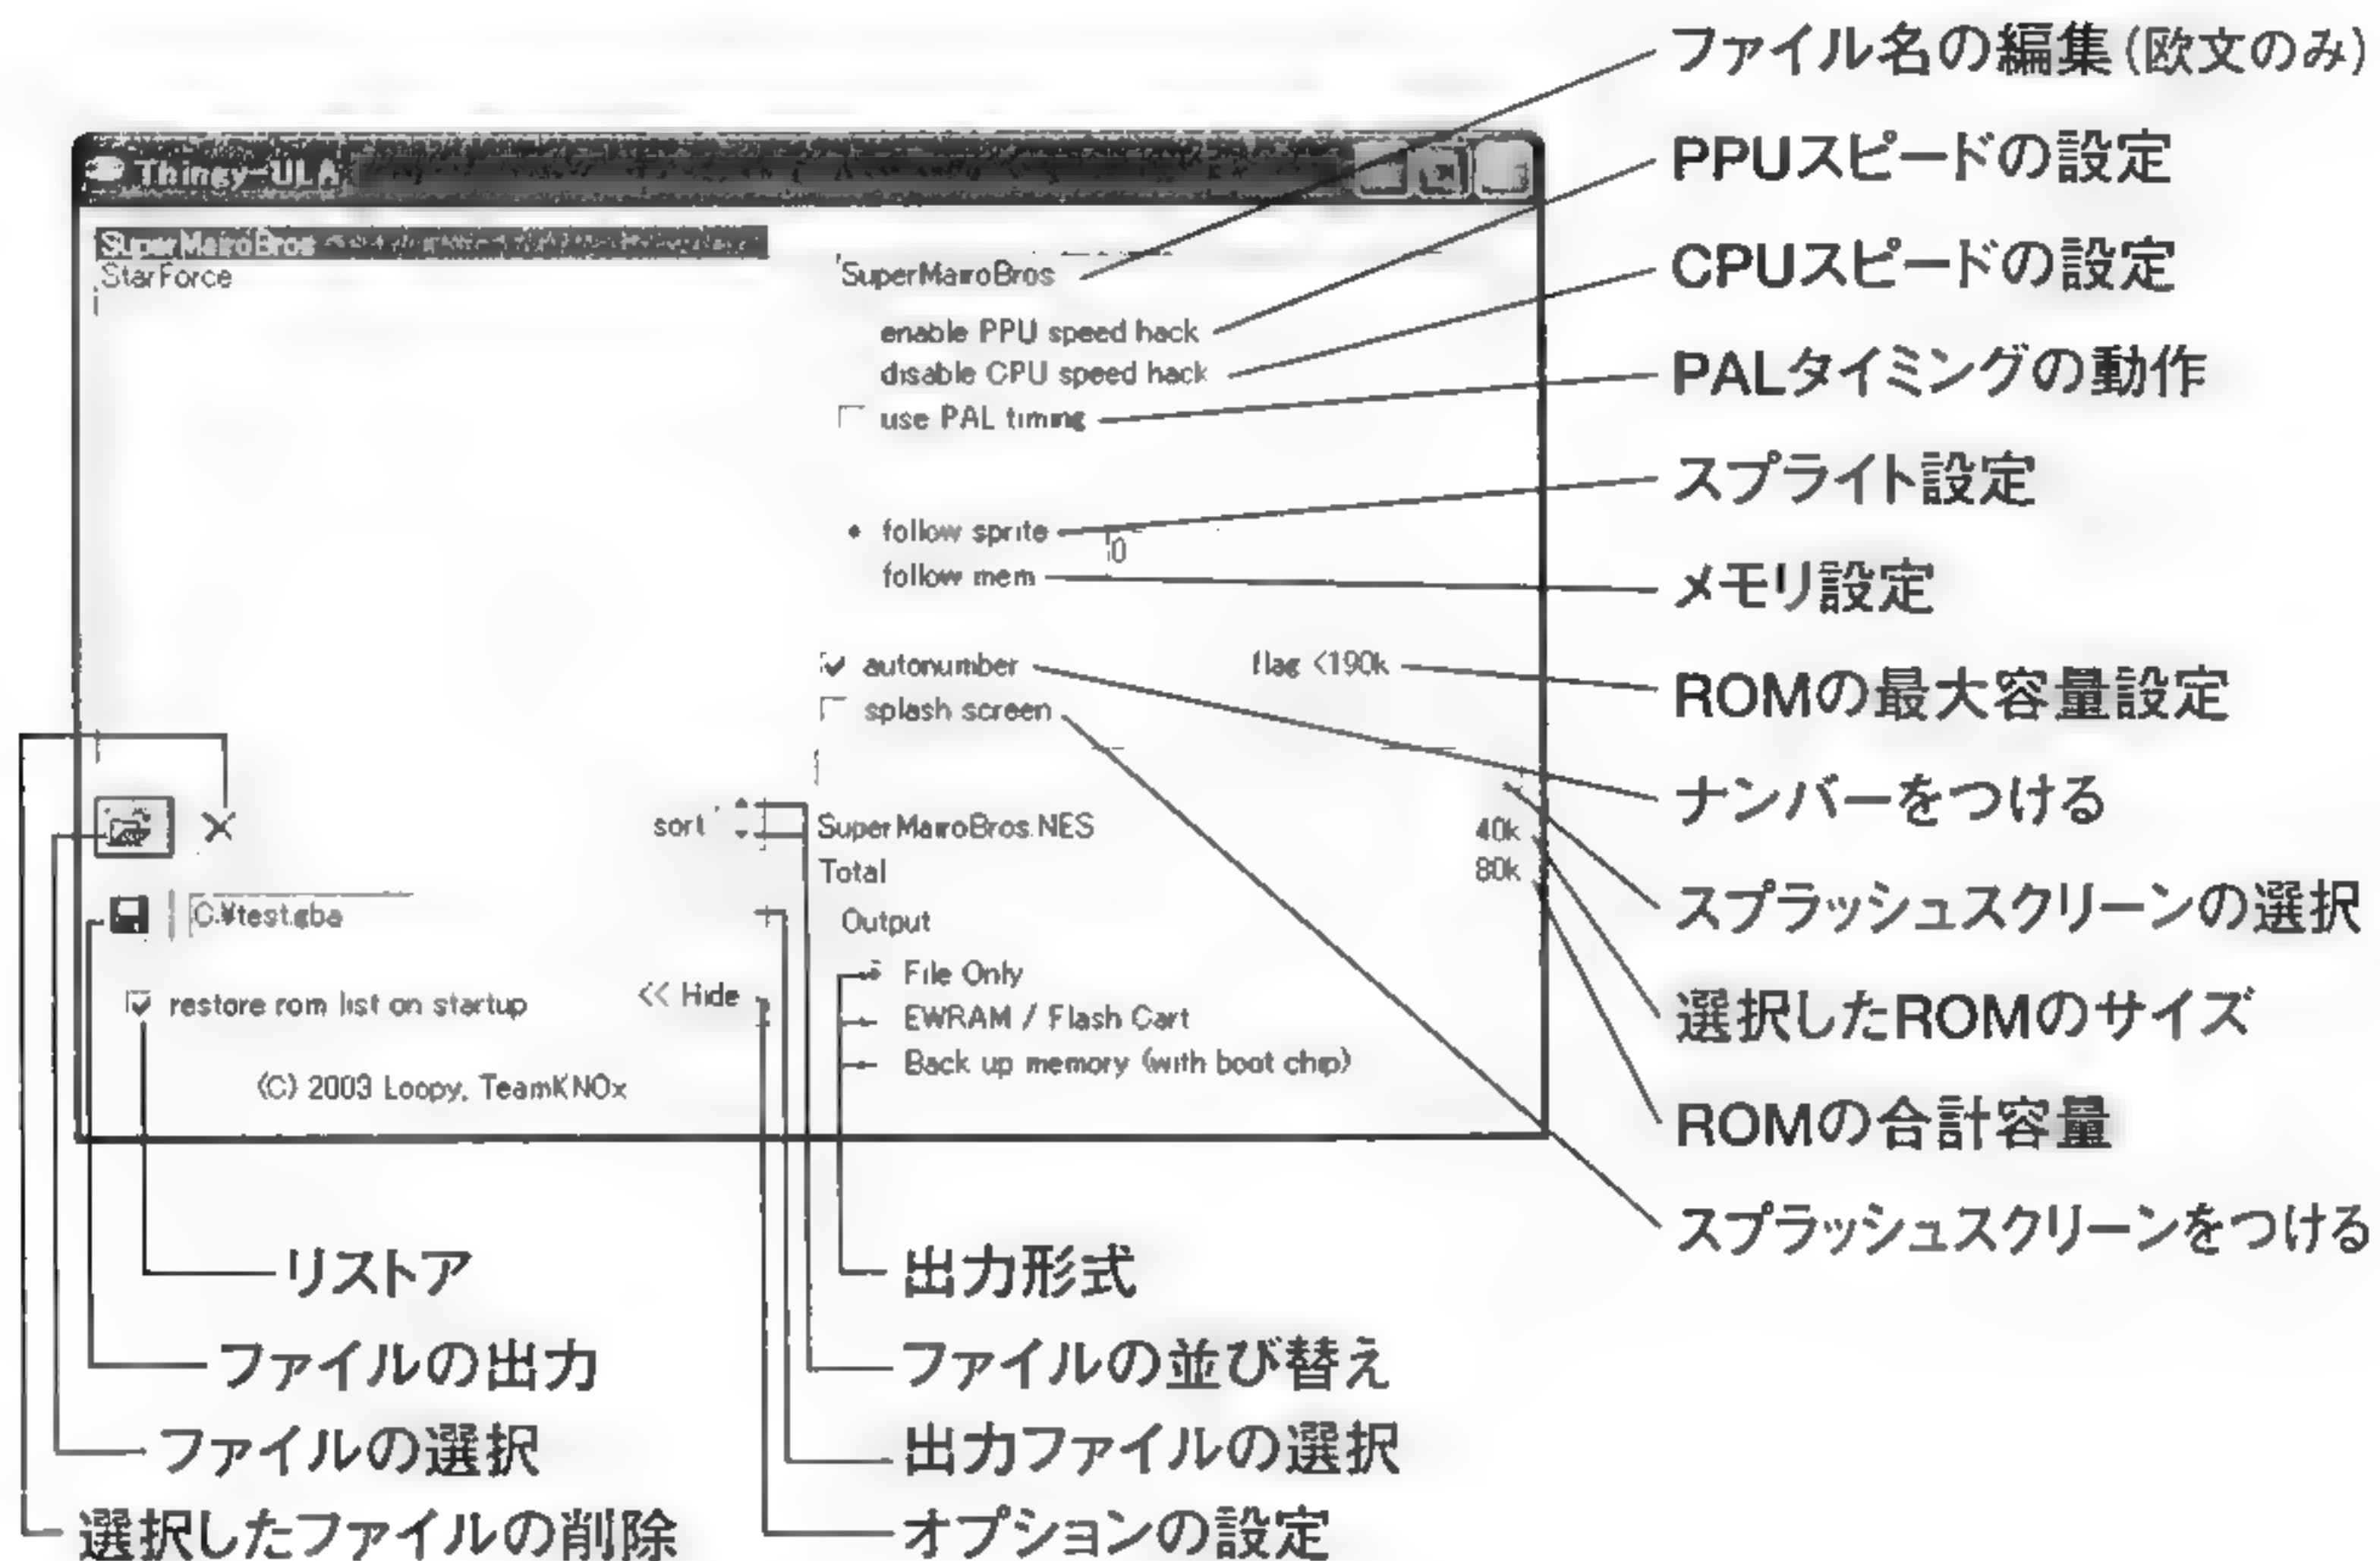 Thingy-ULA
SuperMairoBros
StarForce
SuperMairoBros
enable PPU speed hack
disable CPU speed hack
use PAL timing
follow sprite
0
follow mem
autonumber
flag <190k
splash screen
sort
SuperMairoBros.NES
40k
Total
80k
C:¥test.gba
Output
File Only
<< Hide
restore rom list on startup
EWRAM / Flash Cart
Back up memory (with boot chip)
(C) 2003 Loopy, TeamKNOx
ファイル名の編集(欧文のみ)
PPUスピードの設定
CPUスピードの設定
PALタイミングの動作
スプライト設定
メモリ設定
ROMの最大容量設定
ナンバーをつける
スプラッシュスクリーンの選択
選択したROMのサイズ
ROMの合計容量
スプラッシュスクリーンをつける
リストア
ファイルの出力
ファイルの選択
選択したファイルの削除
出力形式
ファイルの並び替え
出力ファイルの選択
オプションの設定